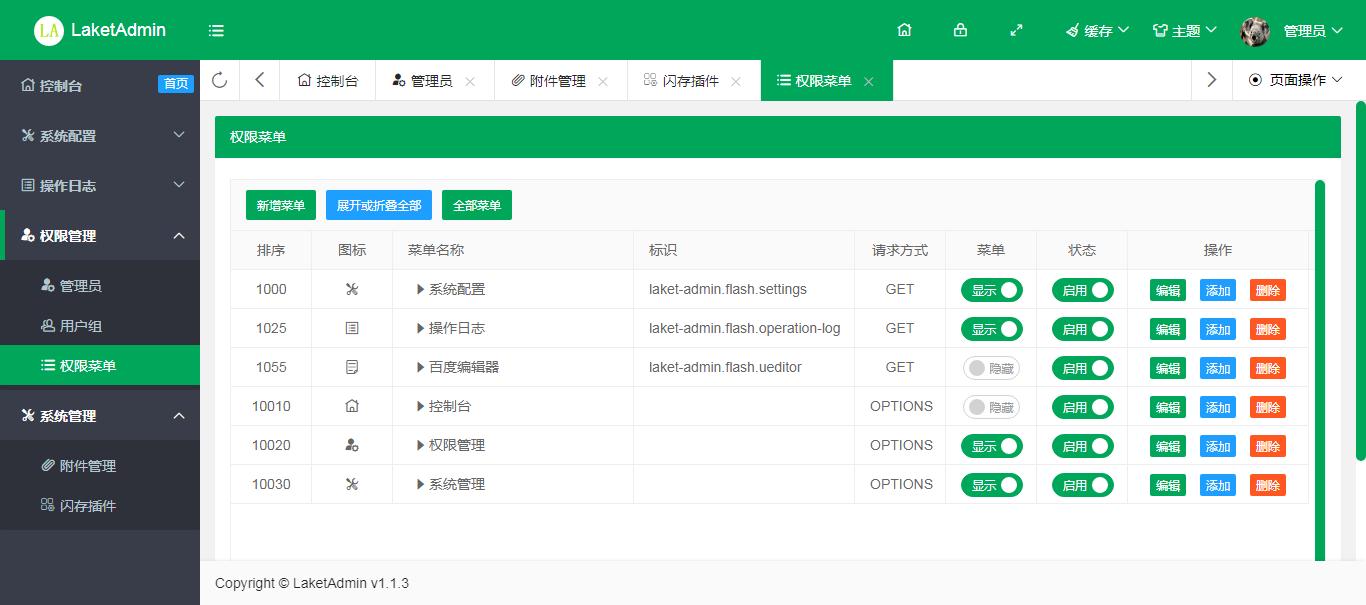 LA LaketAdmin 缓存 主题 管理员
控制台 首页
系统配置
操作日志
权限管理
管理员
用户组
权限菜单
系统管理
附件管理
闪存插件
控制台 管理员 附件管理 闪存插件 权限菜单 页面操作
权限菜单
新增菜单 展开或折叠全部 全部菜单
排序 图标 菜单名称 标识 请求方式 菜单 状态 操作
1000 系统配置 laket-admin.flash.settings GET 显示 启用 编辑 添加 删除
1025 操作日志 laket-admin.flash.operation-log GET 显示 启用 编辑 添加 删除
1055 百度编辑器 laket-admin.flash.ueditor GET 隐藏 启用 编辑 添加 删除
10010 控制台 OPTIONS 隐藏 启用 编辑 添加 删除
10020 权限管理 OPTIONS 显示 启用 编辑 添加 删除
10030 系统管理 OPTIONS 显示 启用 编辑 添加 删除
Copyright © LaketAdmin v1.1.3